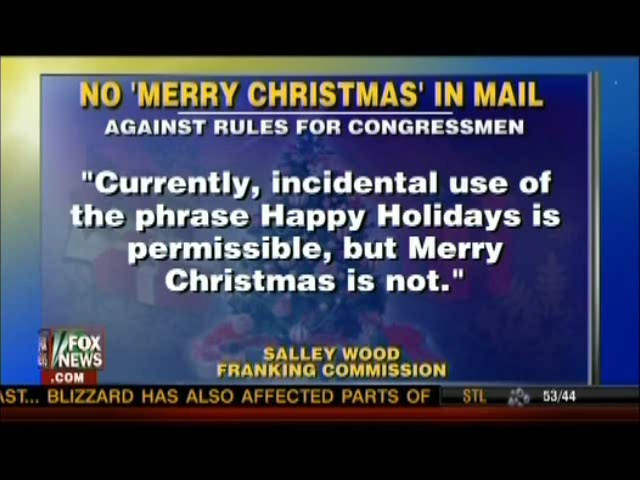 NO 'MERRY CHRISTMAS' IN MAIL
AGAINST RULES FOR CONGRESSMEN
"Currently, incidental use of
the phrase Happy Holidays is
permissible, but Merry
Christmas is not."
SALLEY WOOD
FRANKING COMMISSION
FOX
NEWS
.COM
AST... BLIZZARD HAS ALSO AFFECTED PARTS OF
STL 53/44